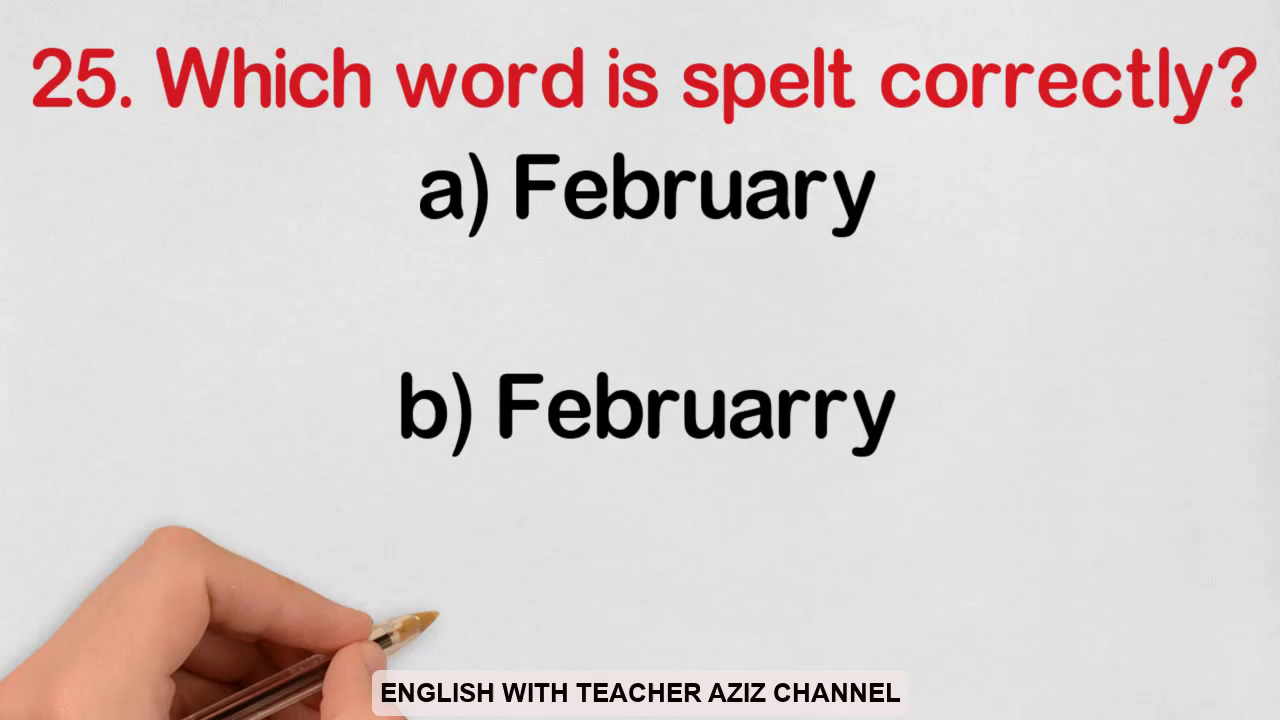 25. Which word is spelt correctly?
a) February
b) Februarry
ENGLISH WITH TEACHER AZIZ CHANNEL